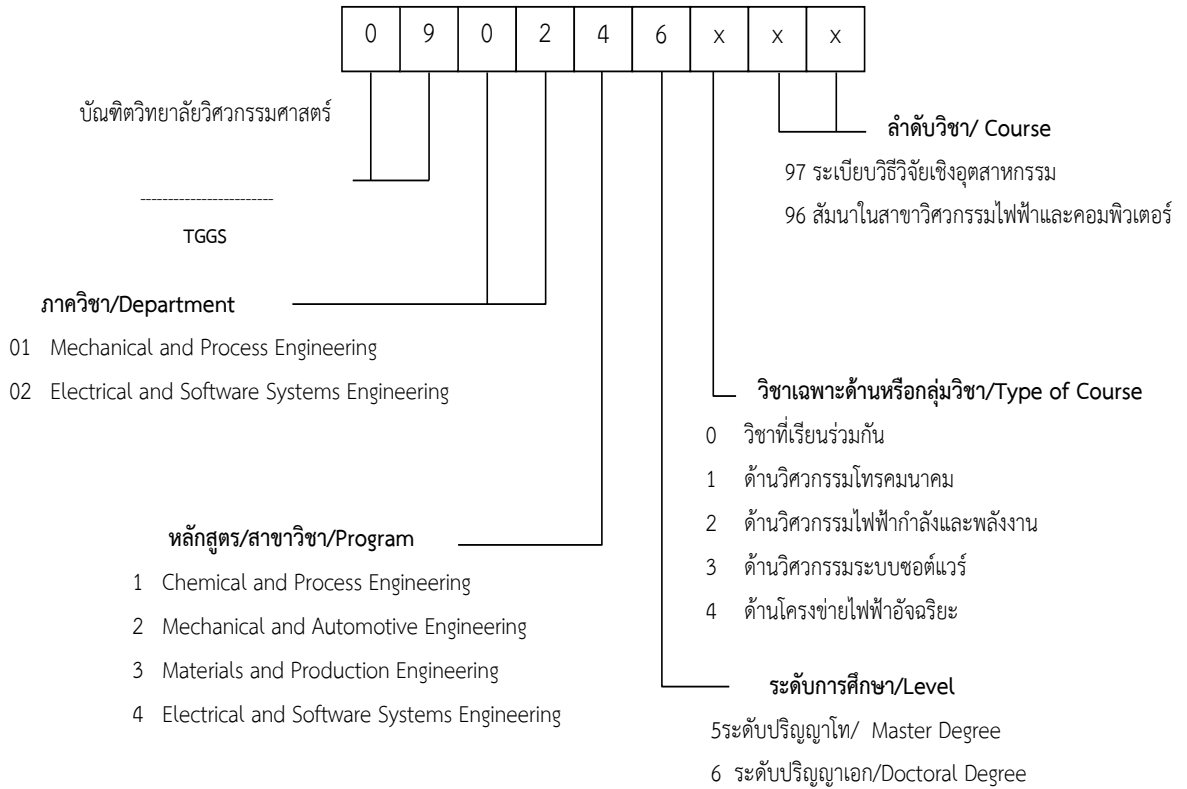 0 9 0 2 4 6 x x x
บัณฑิตวิทยาลัยวิศวกรรมศาสตร์
------------------------
TGGS
ลำดับวิชา/ Course
97 ระเบียบวิธีวิจัยเชิงอุตสาหกรรม
96 สัมนาในสาขาวิศวกรรมไฟฟ้าและคอมพิวเตอร์
ภาควิชา/Department
01 Mechanical and Process Engineering
02 Electrical and Software Systems Engineering
วิชาเฉพาะด้านหรือกลุ่มวิชา/Type of Course
0 วิชาที่เรียนร่วมกัน
1 ด้านวิศวกรรมโทรคมนาคม
2 ด้านวิศวกรรมไฟฟ้ากำลังและพลังงาน
3 ด้านวิศวกรรมระบบซอต์แวร์
4 ด้านโครงข่ายไฟฟ้าอัจฉริยะ
หลักสูตร/สาขาวิชา/Program
1 Chemical and Process Engineering
2 Mechanical and Automotive Engineering
3 Materials and Production Engineering
4 Electrical and Software Systems Engineering
ระดับการศึกษา/Level
5ระดับปริญญาโท/ Master Degree
6 ระดับปริญญาเอก/Doctoral Degree